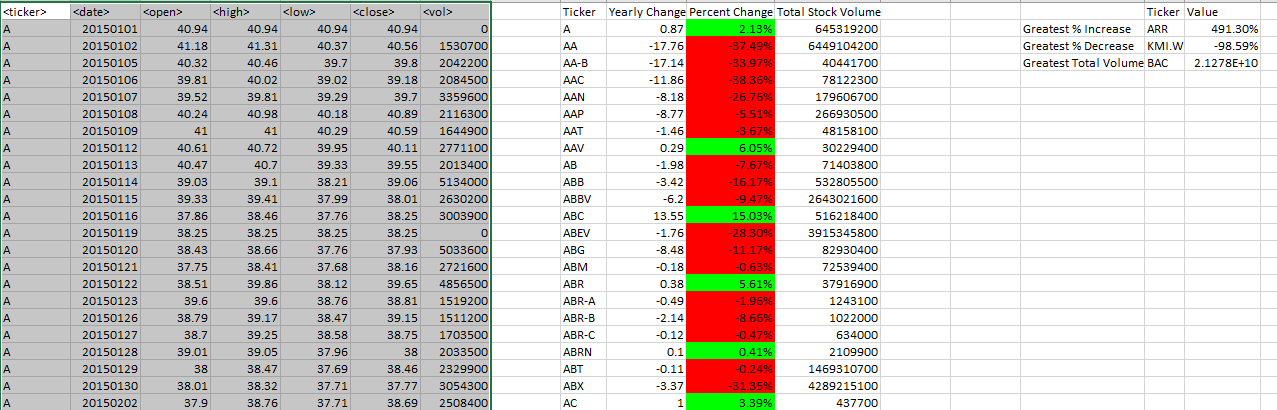 <ticker> <date> <open> <high> <low> <close> <vol> Ticker Yearly Change Percent Change Total Stock Volume Ticker Value
A 20150101 40.94 40.94 40.94 40.94 0 A 0.87 2.13% 645319200 Greatest % Increase ARR 491.30%
A 20150102 41.18 41.31 40.37 40.56 1530700 AA -17.76 -37.49% 6449104200 Greatest % Decrease KMI.W -98.59%
A 20150105 40.32 40.46 39.7 39.8 2042200 AA-B -17.14 -33.97% 40441700 Greatest Total Volume BAC 2.1278E+10
A 20150106 39.81 40.02 39.02 39.18 2084500 AAC -11.86 -38.36% 78122300
A 20150107 39.52 39.81 39.29 39.7 3359600 AAN -8.18 -26.76% 179606700
A 20150108 40.24 40.98 40.18 40.89 2116300 AAP -8.77 -5.51% 266930500
A 20150109 41 41 40.29 40.59 1644900 AAT -1.46 -3.67% 48158100
A 20150112 40.61 40.72 39.95 40.11 2771100 AAV 0.29 6.05% 30229400
A 20150113 40.47 40.7 39.33 39.55 2013400 AB -1.98 -7.67% 71403800
A 20150114 39.03 39.1 38.21 39.06 5134000 ABB -3.42 -16.17% 532805500
A 20150115 39.33 39.41 37.99 38.01 2630200 ABBV -6.2 -9.47% 2643021600
A 20150116 37.86 38.46 37.76 38.25 3003900 ABC 13.55 15.03% 516218400
A 20150119 38.25 38.25 38.25 38.25 0 ABEV -1.76 -28.30% 3915345800
A 20150120 38.43 38.66 37.76 37.93 5033600 ABG -8.48 -11.17% 82930400
A 20150121 37.75 38.41 37.68 38.16 2721600 ABM -0.18 -0.63% 72539400
A 20150122 38.51 39.86 38.12 39.65 4856500 ABR 0.38 5.61% 37916900
A 20150123 39.6 39.6 38.76 38.81 1519200 ABR-A -0.49 -1.96% 1243100
A 20150126 38.79 39.17 38.47 39.15 1511200 ABR-B -2.14 -8.66% 1022000
A 20150127 38.7 39.25 38.58 38.75 1703500 ABR-C -0.12 -0.47% 634000
A 20150128 39.01 39.05 37.96 38 2033500 ABRN 0.1 0.41% 2109900
A 20150129 38 38.47 37.69 38.46 2329900 ABT -0.11 -0.24% 1469310700
A 20150130 38.01 38.32 37.71 37.77 3054300 ABX -3.37 -31.35% 4289215100
A 20150202 37.9 38.76 37.71 38.69 2508400 AC 1 3.39% 437700